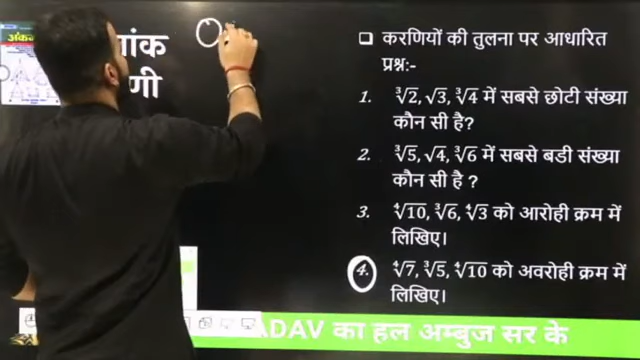 करणियों की तुलना पर आधारित
प्रश्न:-
1. ∛2, √3, ∛4 में सबसे छोटी संख्या
कौन सी है?
2. ∛5, √4, ∛6 में सबसे बडी संख्या
कौन सी है ?
3. ∜10, ∛6, ∜3 को आरोही क्रम में
लिखिए।
4. ∜7, ∛5, ∜10 को अवरोही क्रम में
लिखिए।
का हल अम्बुज सर के